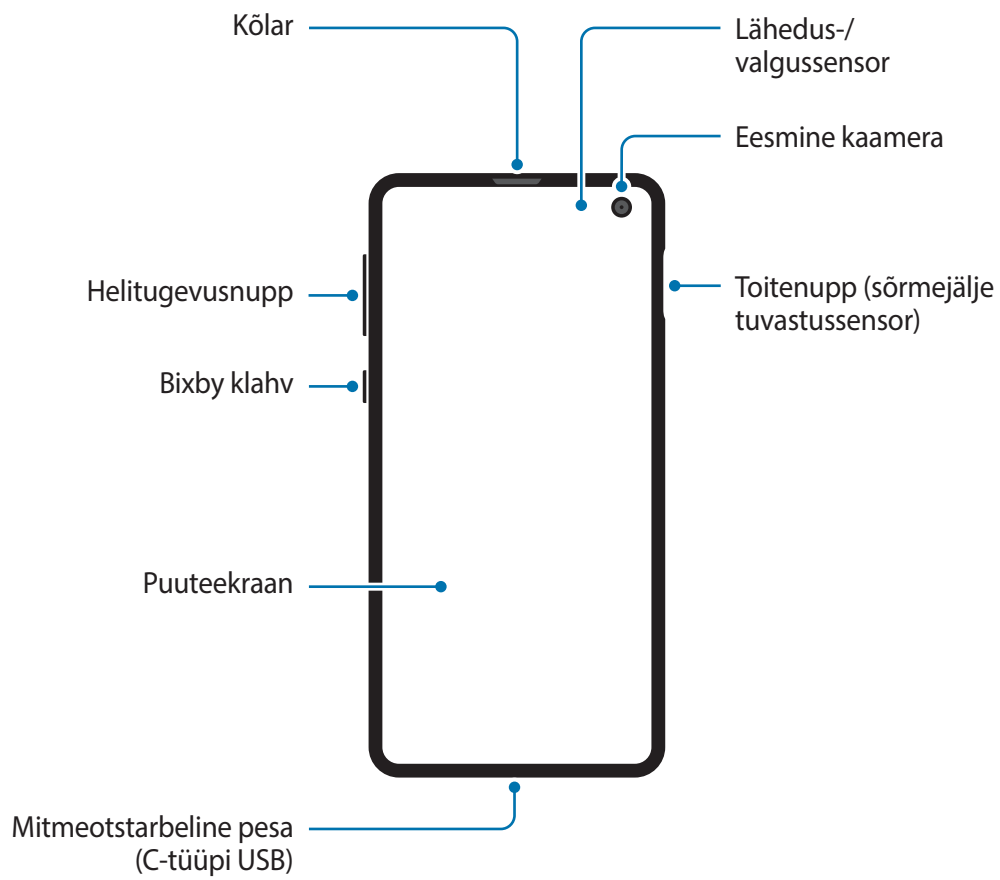 Kõlar
Lähedus-/
valgussensor
Eesmine kaamera
Helitugevusnupp
Toitenupp (sõrmejälje
tuvastussensor)
Bixby klahv
Puuteekraan
Mitmeotstarbeline pesa
(C-tüüpi USB)